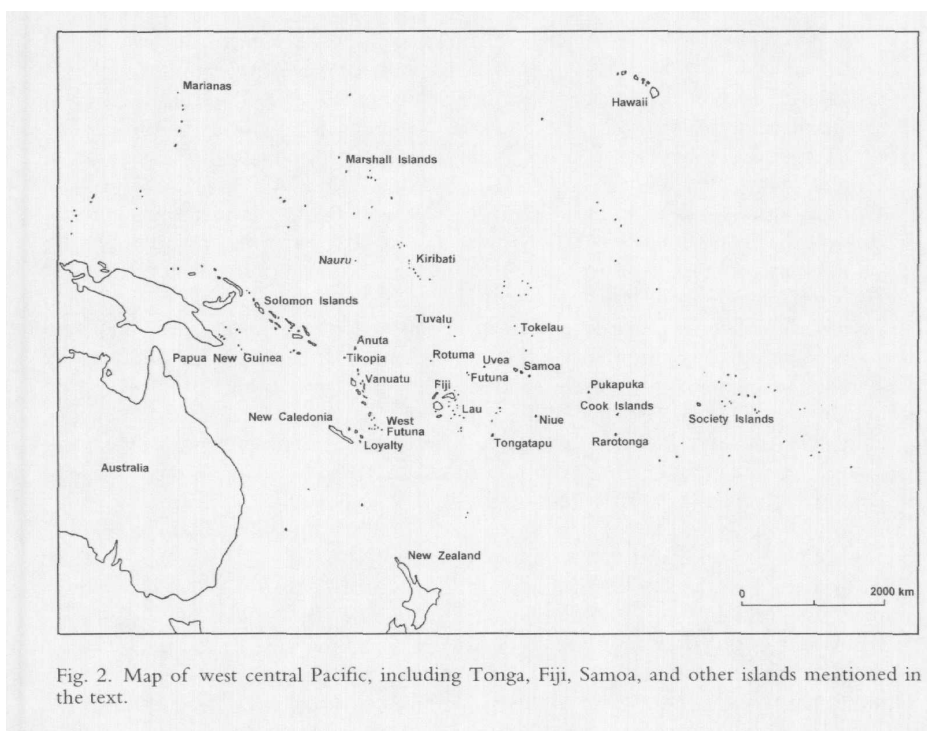 Marianas
Hawaii
Marshall Islands
Nauru
Kiribati
Solomon Islands
Tuvalu
Tokelau
Anuta
Papua New Guinea
Tikopia
Rotuma
Uvea
Samoa
Futuna
Vanuatu
Fiji
Pukapuka
Lau
Cook Islands
New Caledonia
West
Futuna
Niue
Society Islands
Loyalty
Tongatapu
Rarotonga
Australia
New Zealand
0
2000 km
Fig. 2. Map of west central Pacific, including Tonga, Fiji, Samoa, and other islands mentioned in
the text.